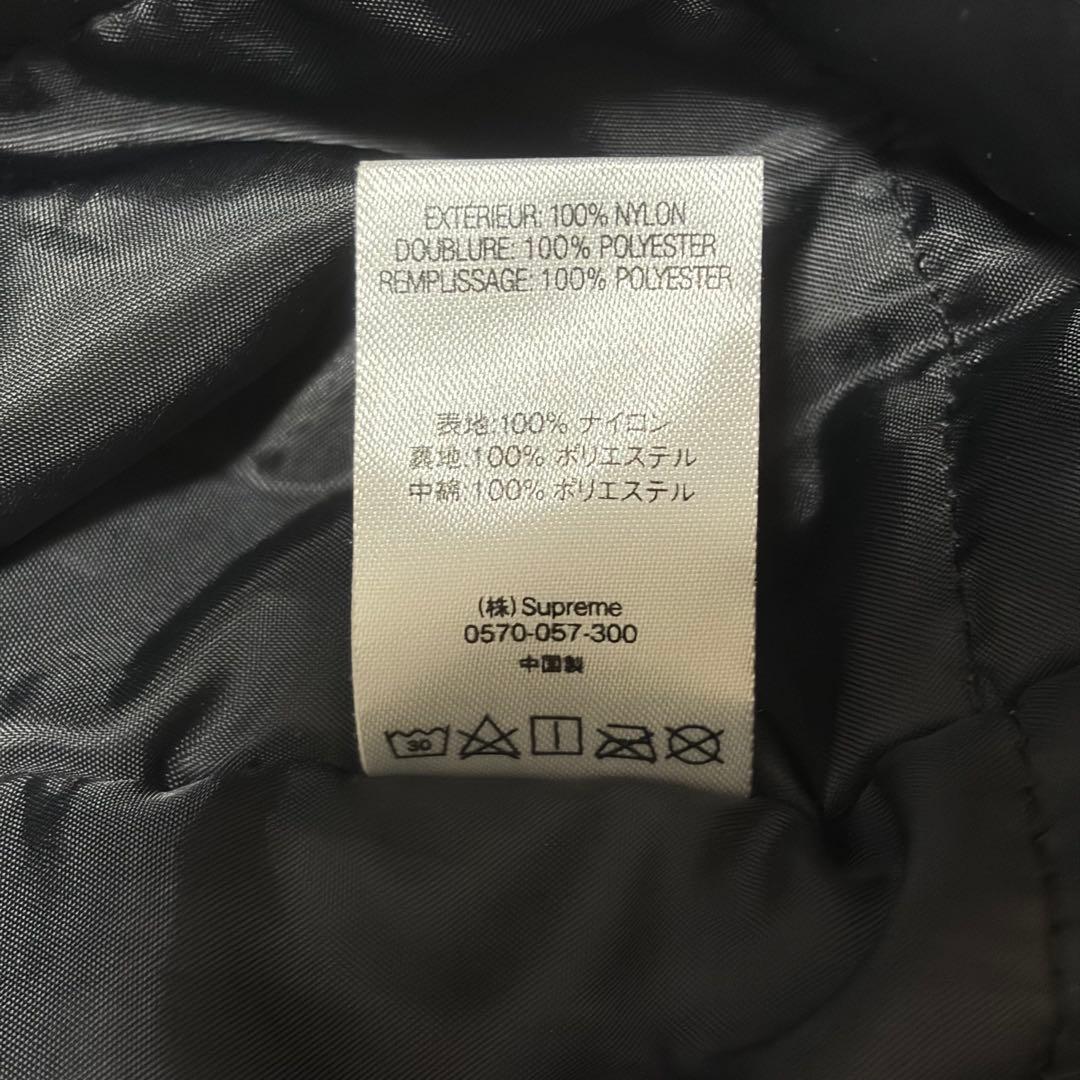 EXTÉRIEUR: 100% NYLON
DOUBLURE: 100% POLYESTER
REMPLISSAGE: 100% POLYESTER
表地:100% ナイロン
裏地:100% ポリエステル
中綿:100% ポリエステル
(株)Supreme
0570-057-300
中国製
30